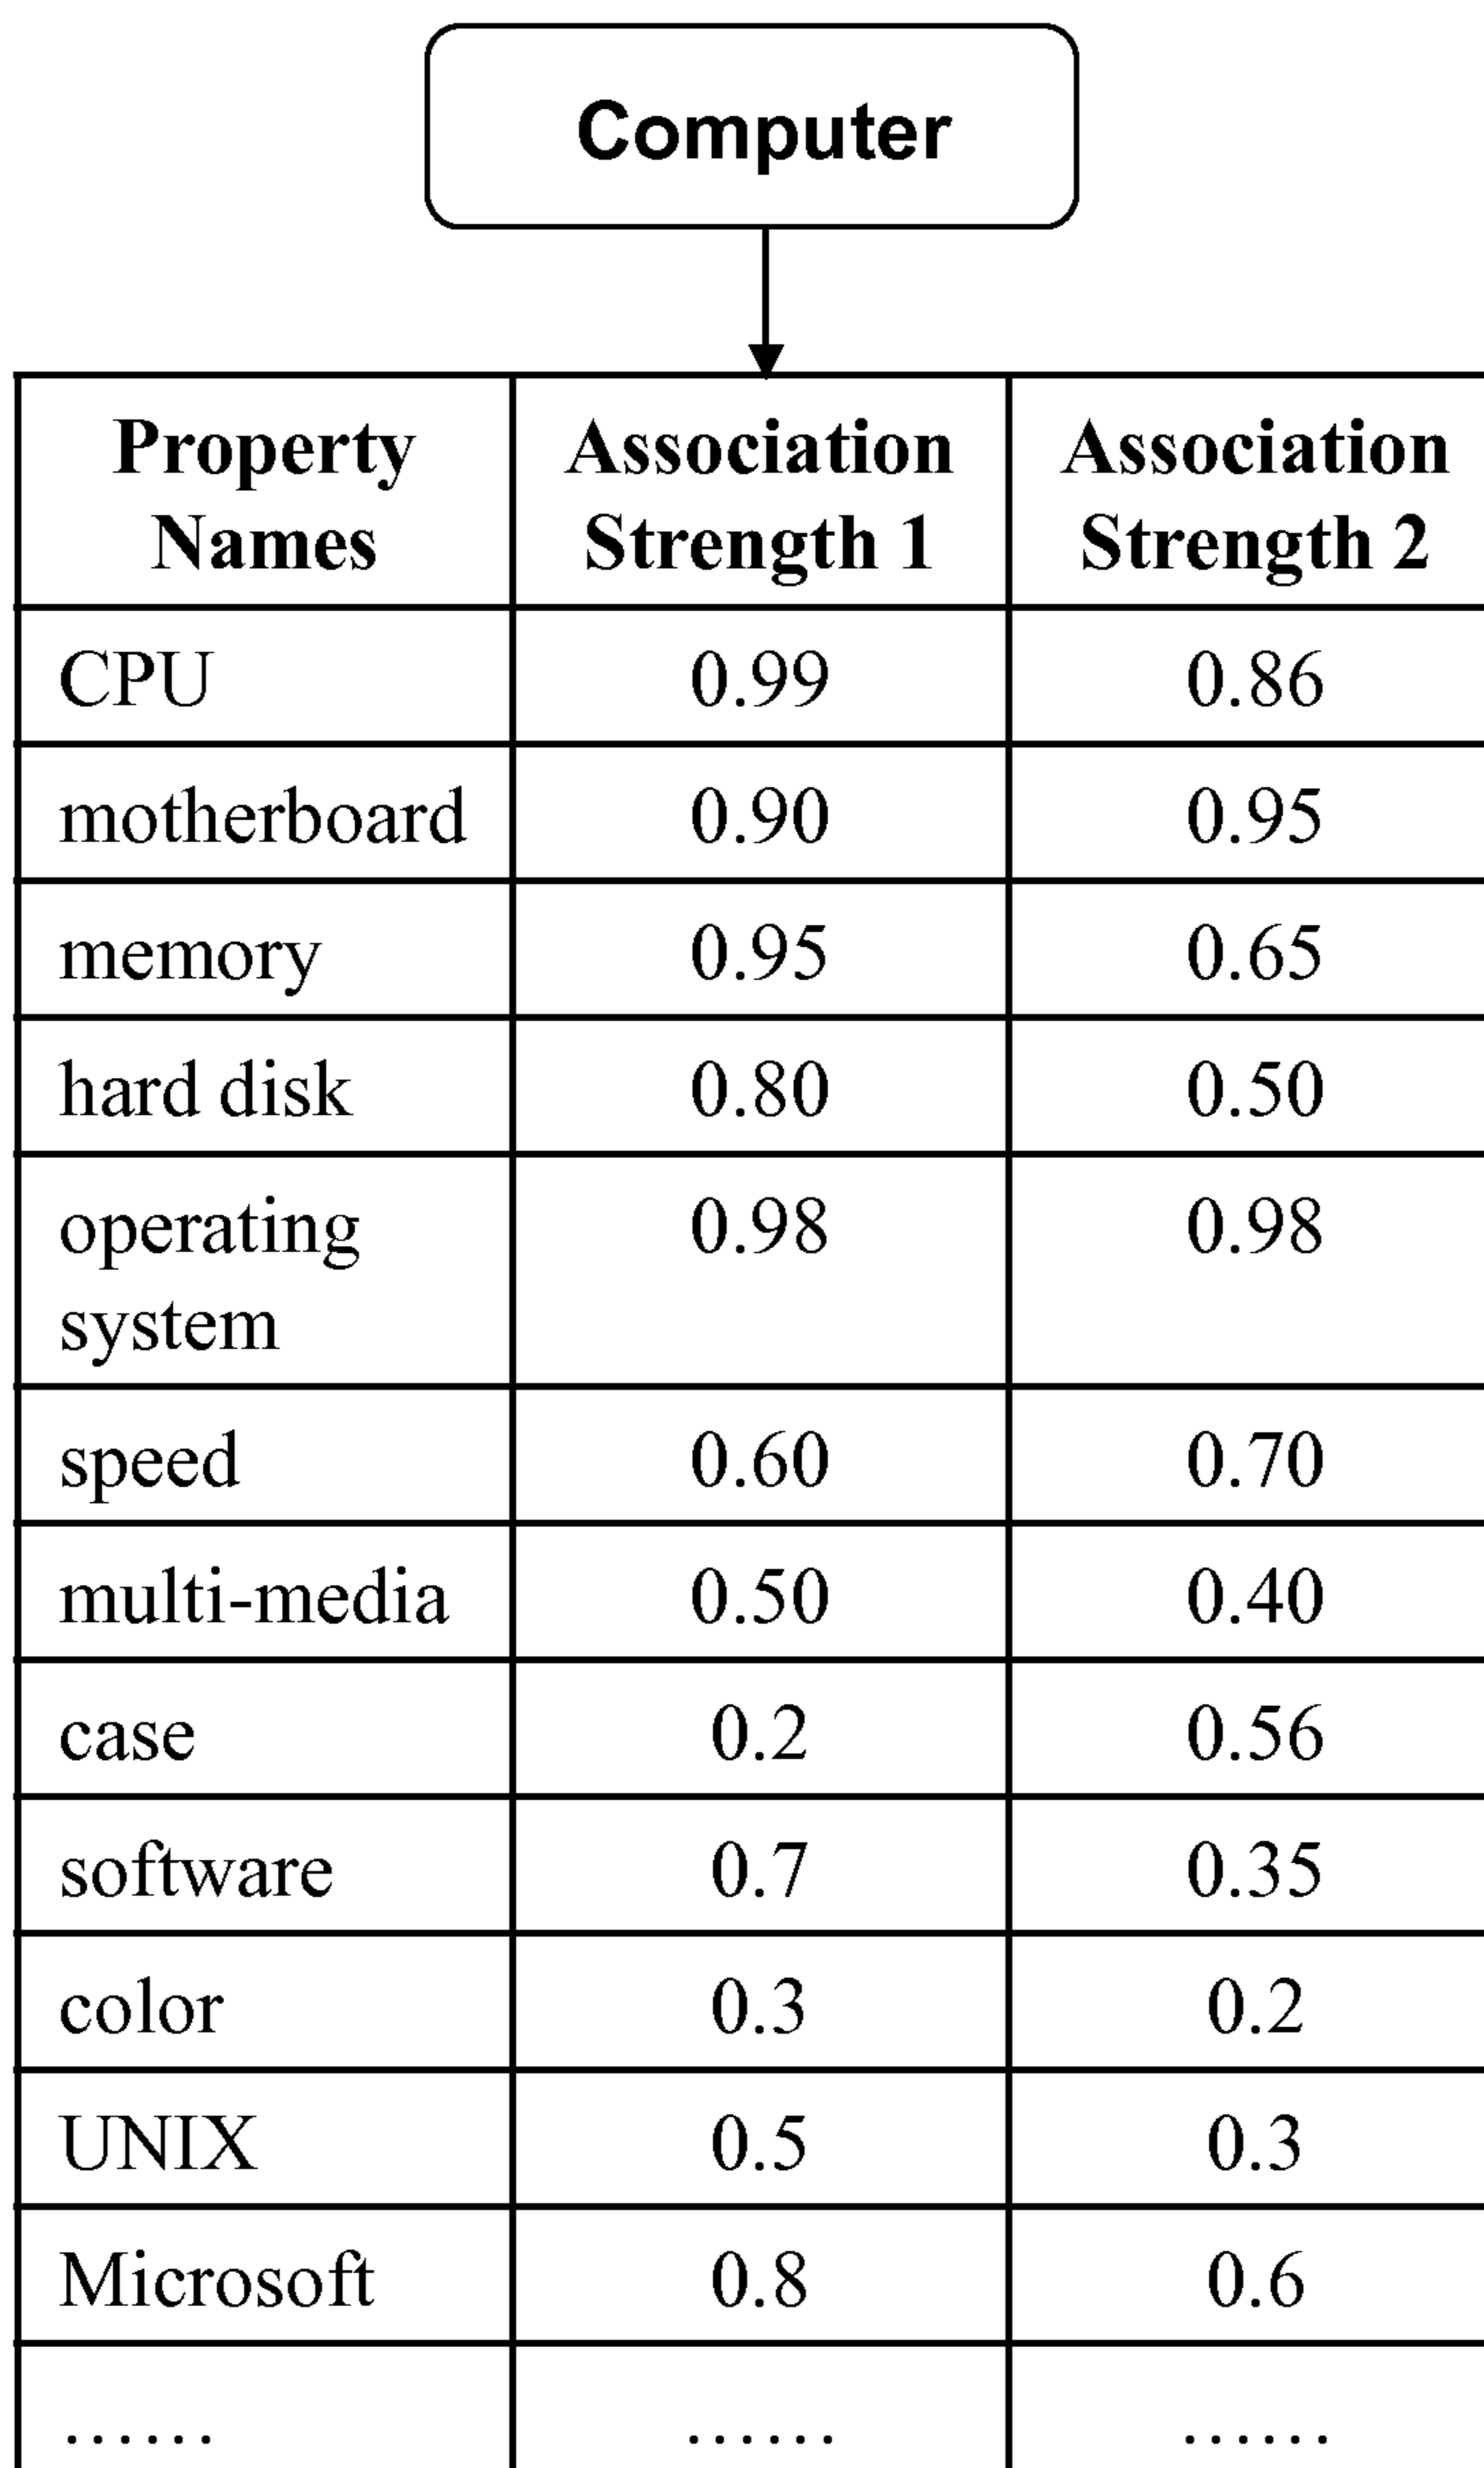 Computer
Property Names Association Strength 1 Association Strength 2
CPU 0.99 0.86
motherboard 0.90 0.95
memory 0.95 0.65
hard disk 0.80 0.50
operating system 0.98 0.98
speed 0.60 0.70
multi-media 0.50 0.40
case 0.2 0.56
software 0.7 0.35
color 0.3 0.2
UNIX 0.5 0.3
Microsoft 0.8 0.6
...... ...... ......